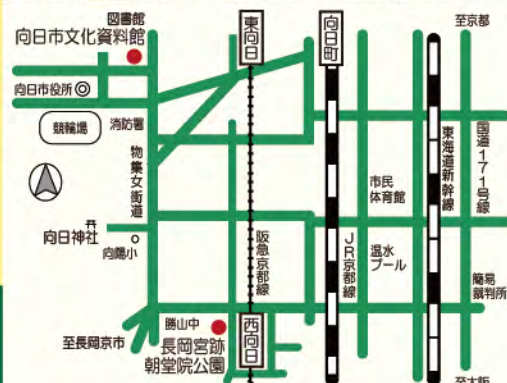 図書館
向日市文化資料館
東向日
向日町
至京都
向日市役所
競輪場
消防署
物集女街道
東海道新幹線
国道171号線
市民
体育館
向日神社
向陽小
阪急京都線
JR京都線
温水
プール
簡易
裁判所
勝山中
西向日
至長岡京市
長岡宮跡
朝堂院公園
至大阪